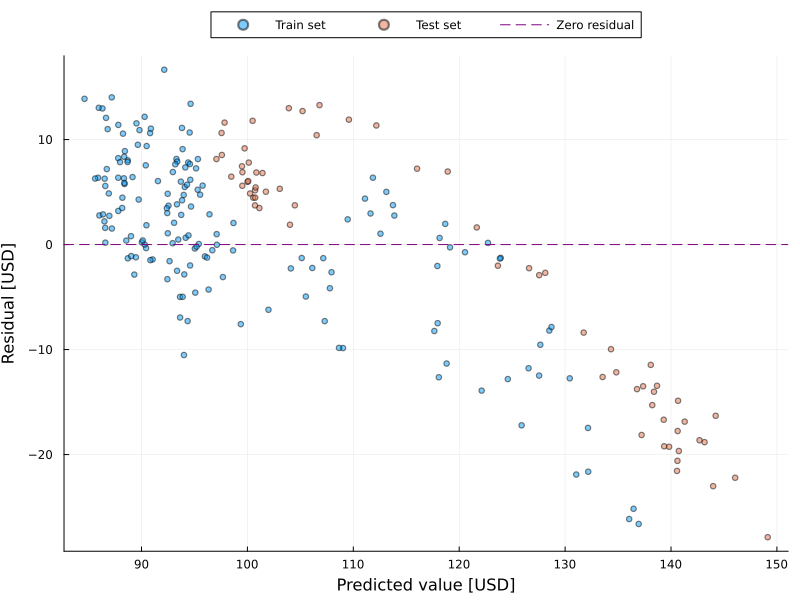 Train set Test set Zero residual
10
0
−10
−20
Residual [USD]
90 100 110 120 130 140 150
Predicted value [USD]